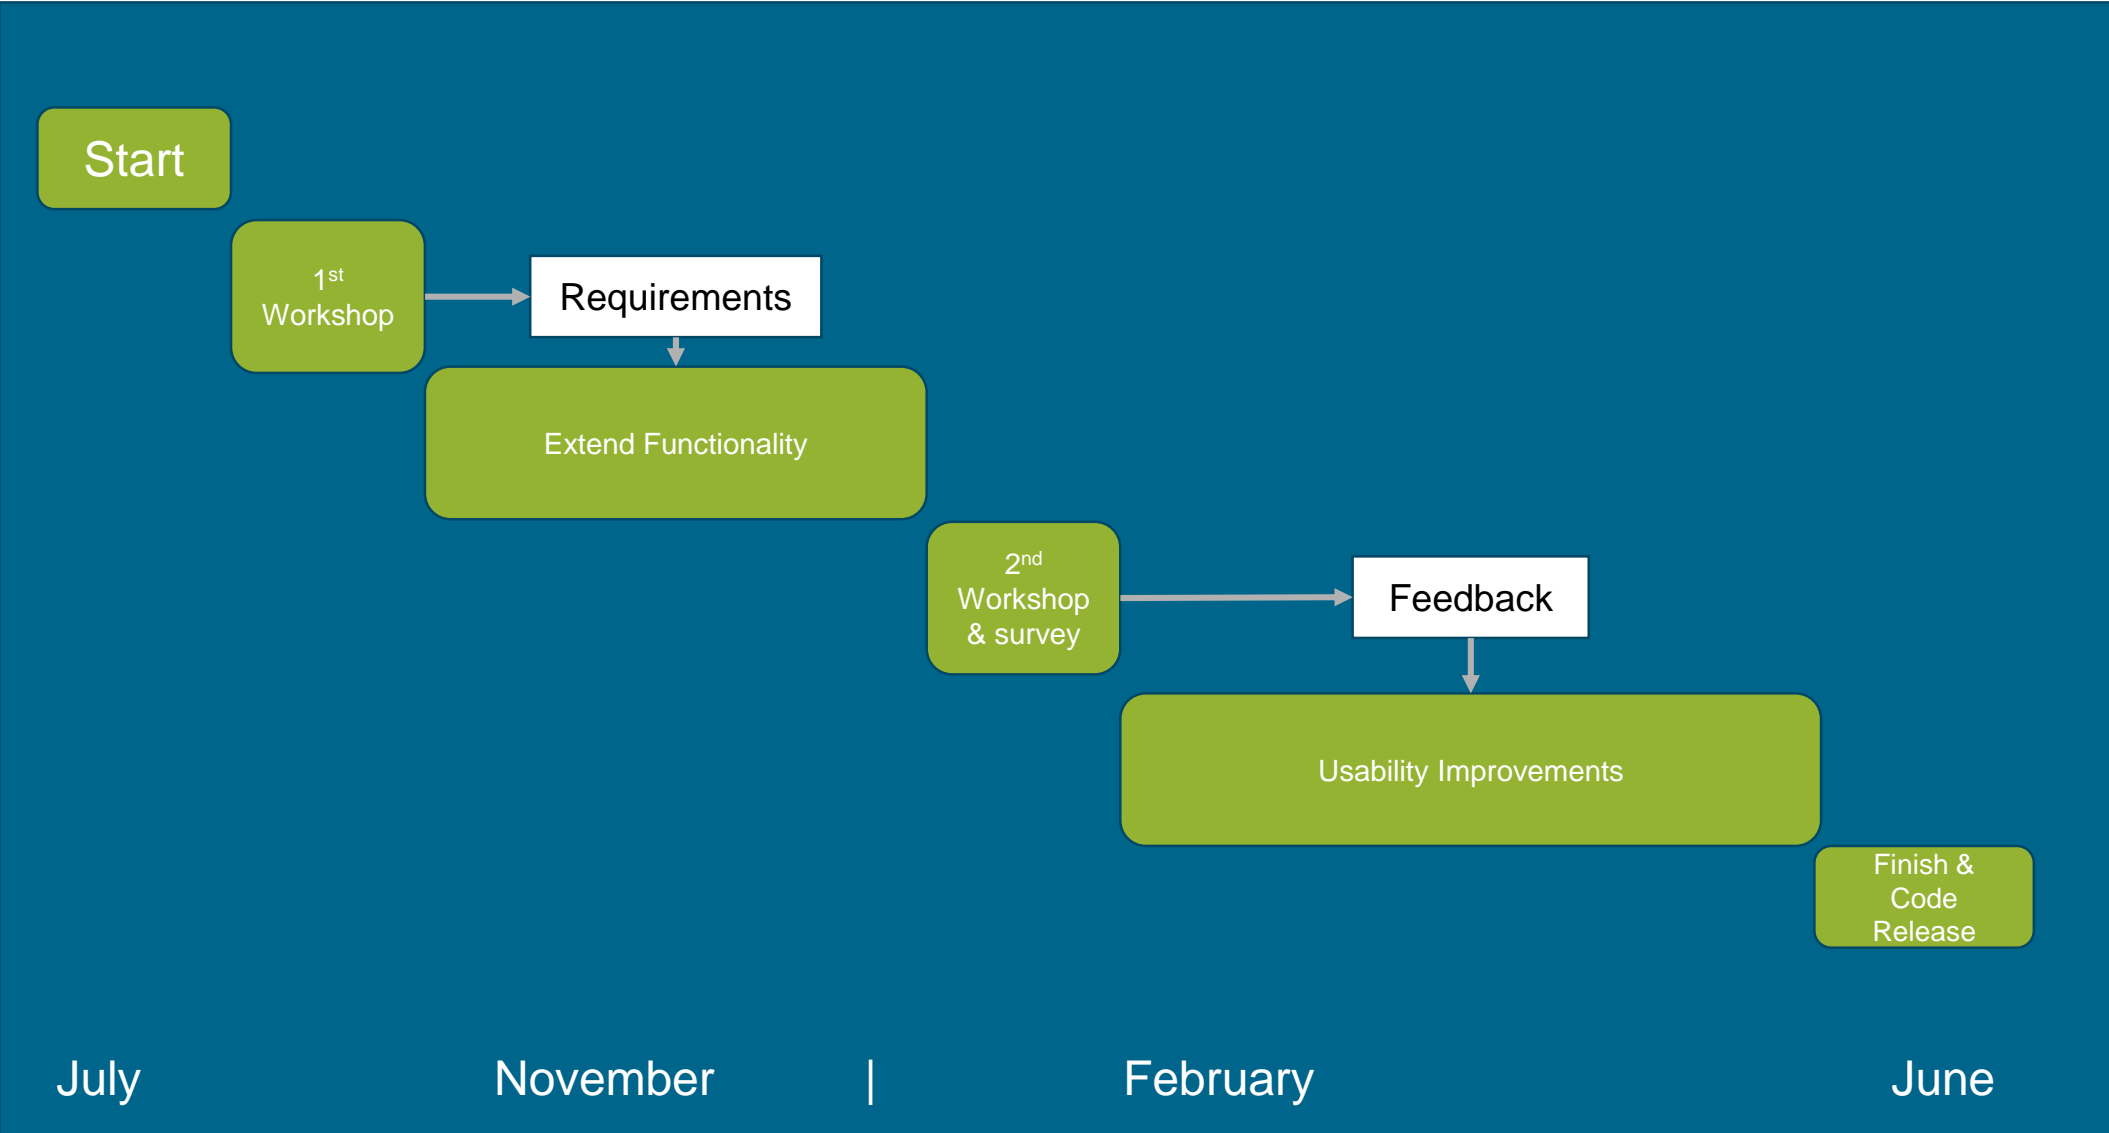 Start
1st
Workshop
Requirements
Extend Functionality
2nd
Workshop
& survey
Feedback
Usability Improvements
Finish &
Code
Release
July November | February June